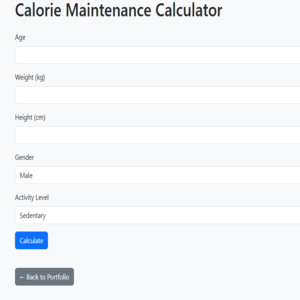 Calorie Maintenance Calculator
Age
Weight (kg)
Height (cm)
Gender
Male
Activity Level
Sedentary
Calculate
← Back to Portfolio